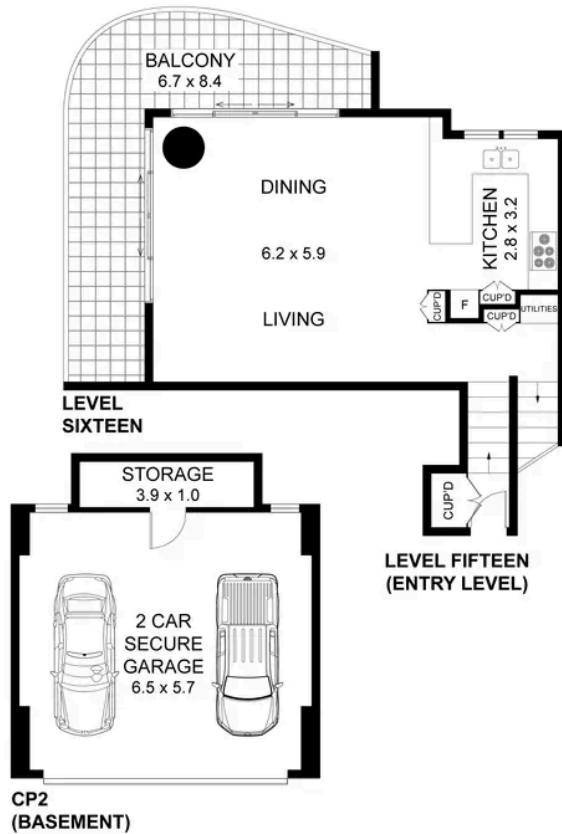 BALCONY
6.7 x 8.4
DINING
6.2 x 5.9
LIVING
KITCHEN
2.8 x 3.2
CUP'D
F
CUP'D
CUP'D
UTILITIES
LEVEL
SIXTEEN
CUP'D
LEVEL FIFTEEN
(ENTRY LEVEL)
STORAGE
3.9 x 1.0
2 CAR
SECURE
GARAGE
6.5 x 5.7
CP2
(BASEMENT)